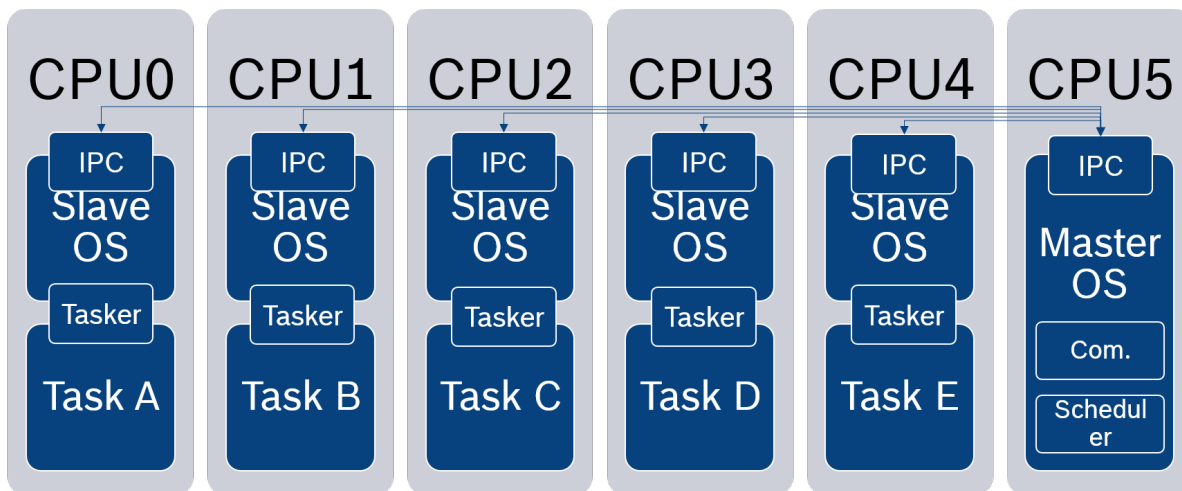 CPU0
CPU1
CPU2
CPU3
CPU4
CPU5
IPC
IPC
IPC
IPC
IPC
IPC
Slave
OS
Slave
OS
Slave
OS
Slave
OS
Slave
OS
Master
OS
Tasker
Tasker
Tasker
Tasker
Tasker
Com.
Task A
Task B
Task C
Task D
Task E
Schedul
er